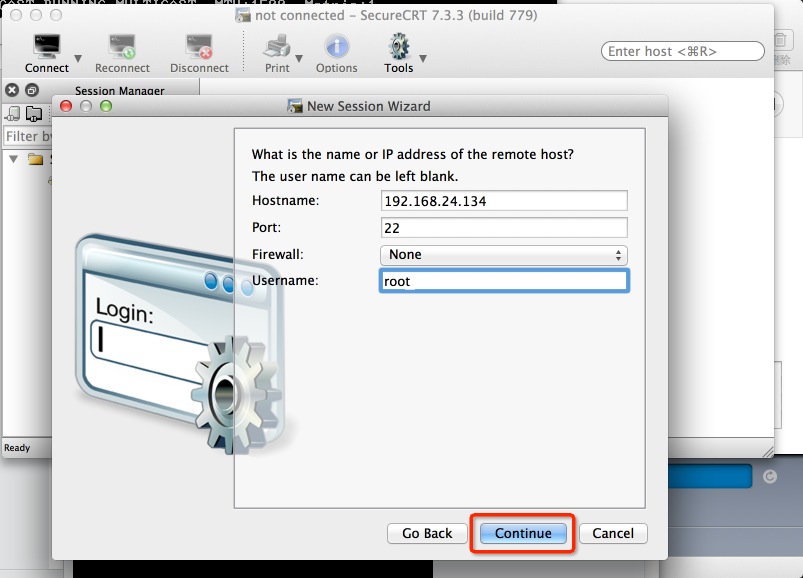 not connected – SecureCRT 7.3.3 (build 779)
Connect
Reconnect
Disconnect
Print
Options
Tools
Enter host <⌘R>
Session Manager
New Session Wizard
Filter by
What is the name or IP address of the remote host?
The user name can be left blank.
Hostname: 192.168.24.134
Port: 22
Firewall: None
Username: root
Login:
Ready
Go Back
Continue
Cancel